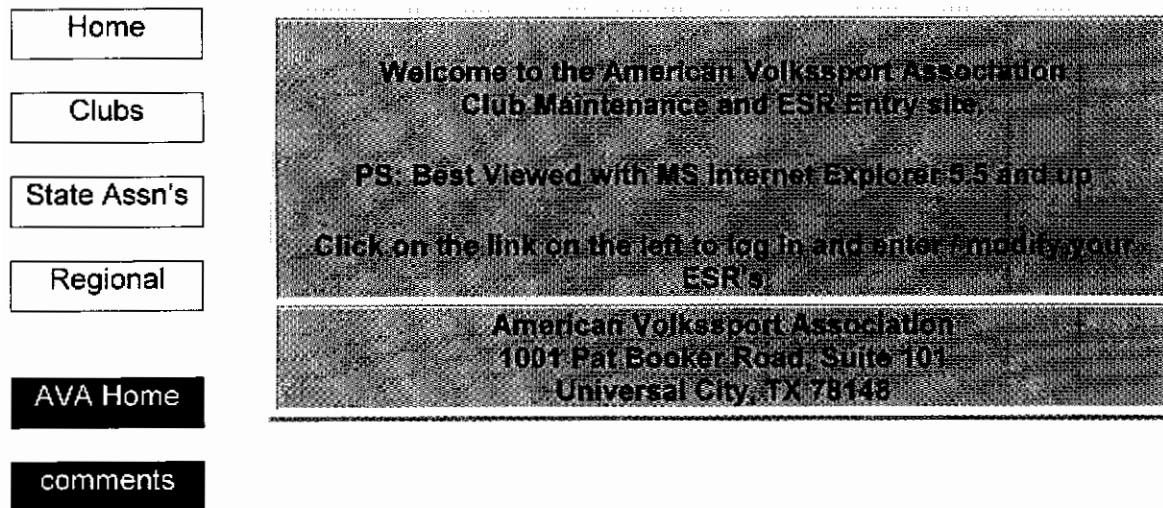 Home
Clubs
State Assn's
Regional
AVA Home
comments
Welcome to the American Volkssport Association
Club Maintenance and ESR Entry site.
PS: Best Viewed with MS Internet Explorer 5.5 and up
Click on the link on the left to log in and enter / modify your
ESR's.
American Volkssport Association
1001 Pat Booker Road, Suite 101
Universal City, TX 78148